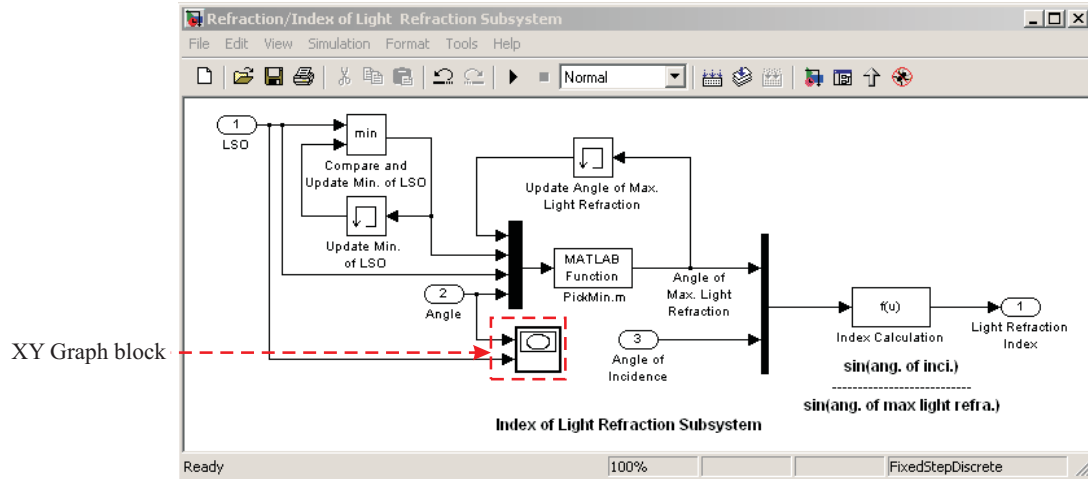 Refraction/Index of Light Refraction Subsystem
File Edit View Simulation Format Tools Help
Normal
1
LSO
min
Compare and
Update Min. of LSO
Update Min.
of LSO
Update Angle of Max.
Light Refraction
MATLAB
Function
PickMin.m
Angle of
Max. Light
Refraction
2
Angle
XY Graph block
3
Angle of
Incidence
f(u)
Index Calculation
1
Light Refraction
Index
sin(ang. of inci.)
---------------------------
sin(ang. of max light refra.)
Index of Light Refraction Subsystem
Ready
100%
FixedStepDiscrete